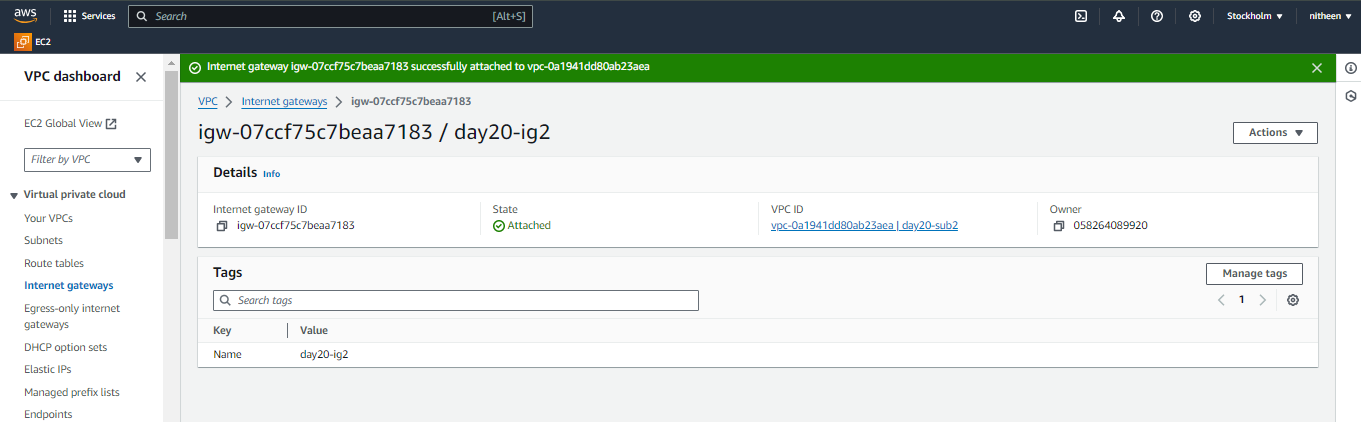 aws
Services
Search
[Alt+S]
Stockholm
nitheen
EC2
VPC dashboard
EC2 Global View
Filter by VPC
Virtual private cloud
Your VPCs
Subnets
Route tables
Internet gateways
Egress-only internet
gateways
DHCP option sets
Elastic IPs
Managed prefix lists
Endpoints
Internet gateway igw-07ccf75c7beaa7183 successfully attached to vpc-0a1941dd80ab23aea
VPC
Internet gateways
igw-07ccf75c7beaa7183
igw-07ccf75c7beaa7183 / day20-ig2
Actions
Details Info
Internet gateway ID
igw-07ccf75c7beaa7183
State
Attached
VPC ID
vpc-0a1941dd80ab23aea | day20-sub2
Owner
058264089920
Tags
Manage tags
Search tags
1
Key
Value
Name
day20-ig2